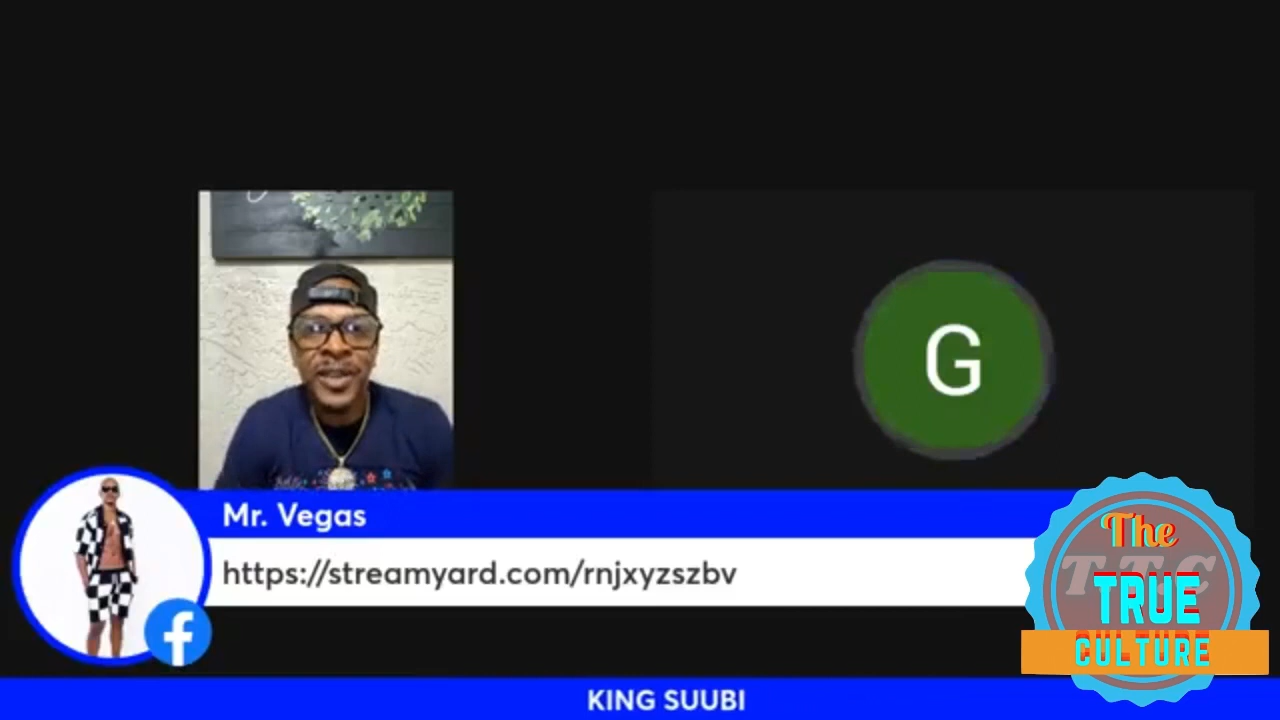 G
Mr. Vegas
https://streamyard.com/rnjxyzszbv
The
T.T.C
TRUE
CULTURE
KING SUUBI